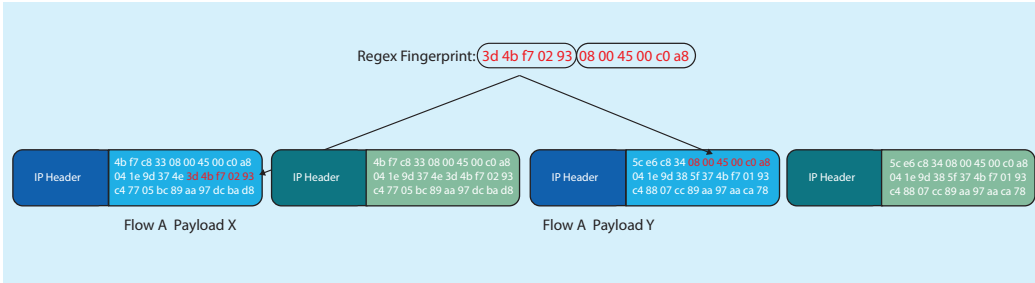 Regex Fingerprint: 3d 4b f7 02 93 08 00 45 00 c0 a8
IP Header
4b f7 c8 33 08 00 45 00 c0 a8
04 1e 9d 37 4e 3d 4b f7 02 93
c4 77 05 bc 89 aa 97 dc ba d8
IP Header
4b f7 c8 33 08 00 45 00 c0 a8
04 1e 9d 37 4e 3d 4b f7 02 93
c4 77 05 bc 89 aa 97 dc ba d8
IP Header
5c e6 c8 34 08 00 45 00 c0 a8
04 1e 9d 38 5f 37 4b f7 01 93
c4 88 07 cc 89 aa 97 aa ca 78
IP Header
5c e6 c8 34 08 00 45 00 c0 a8
04 1e 9d 38 5f 37 4b f7 01 93
c4 88 07 cc 89 aa 97 aa ca 78
Flow A Payload X
Flow A Payload Y